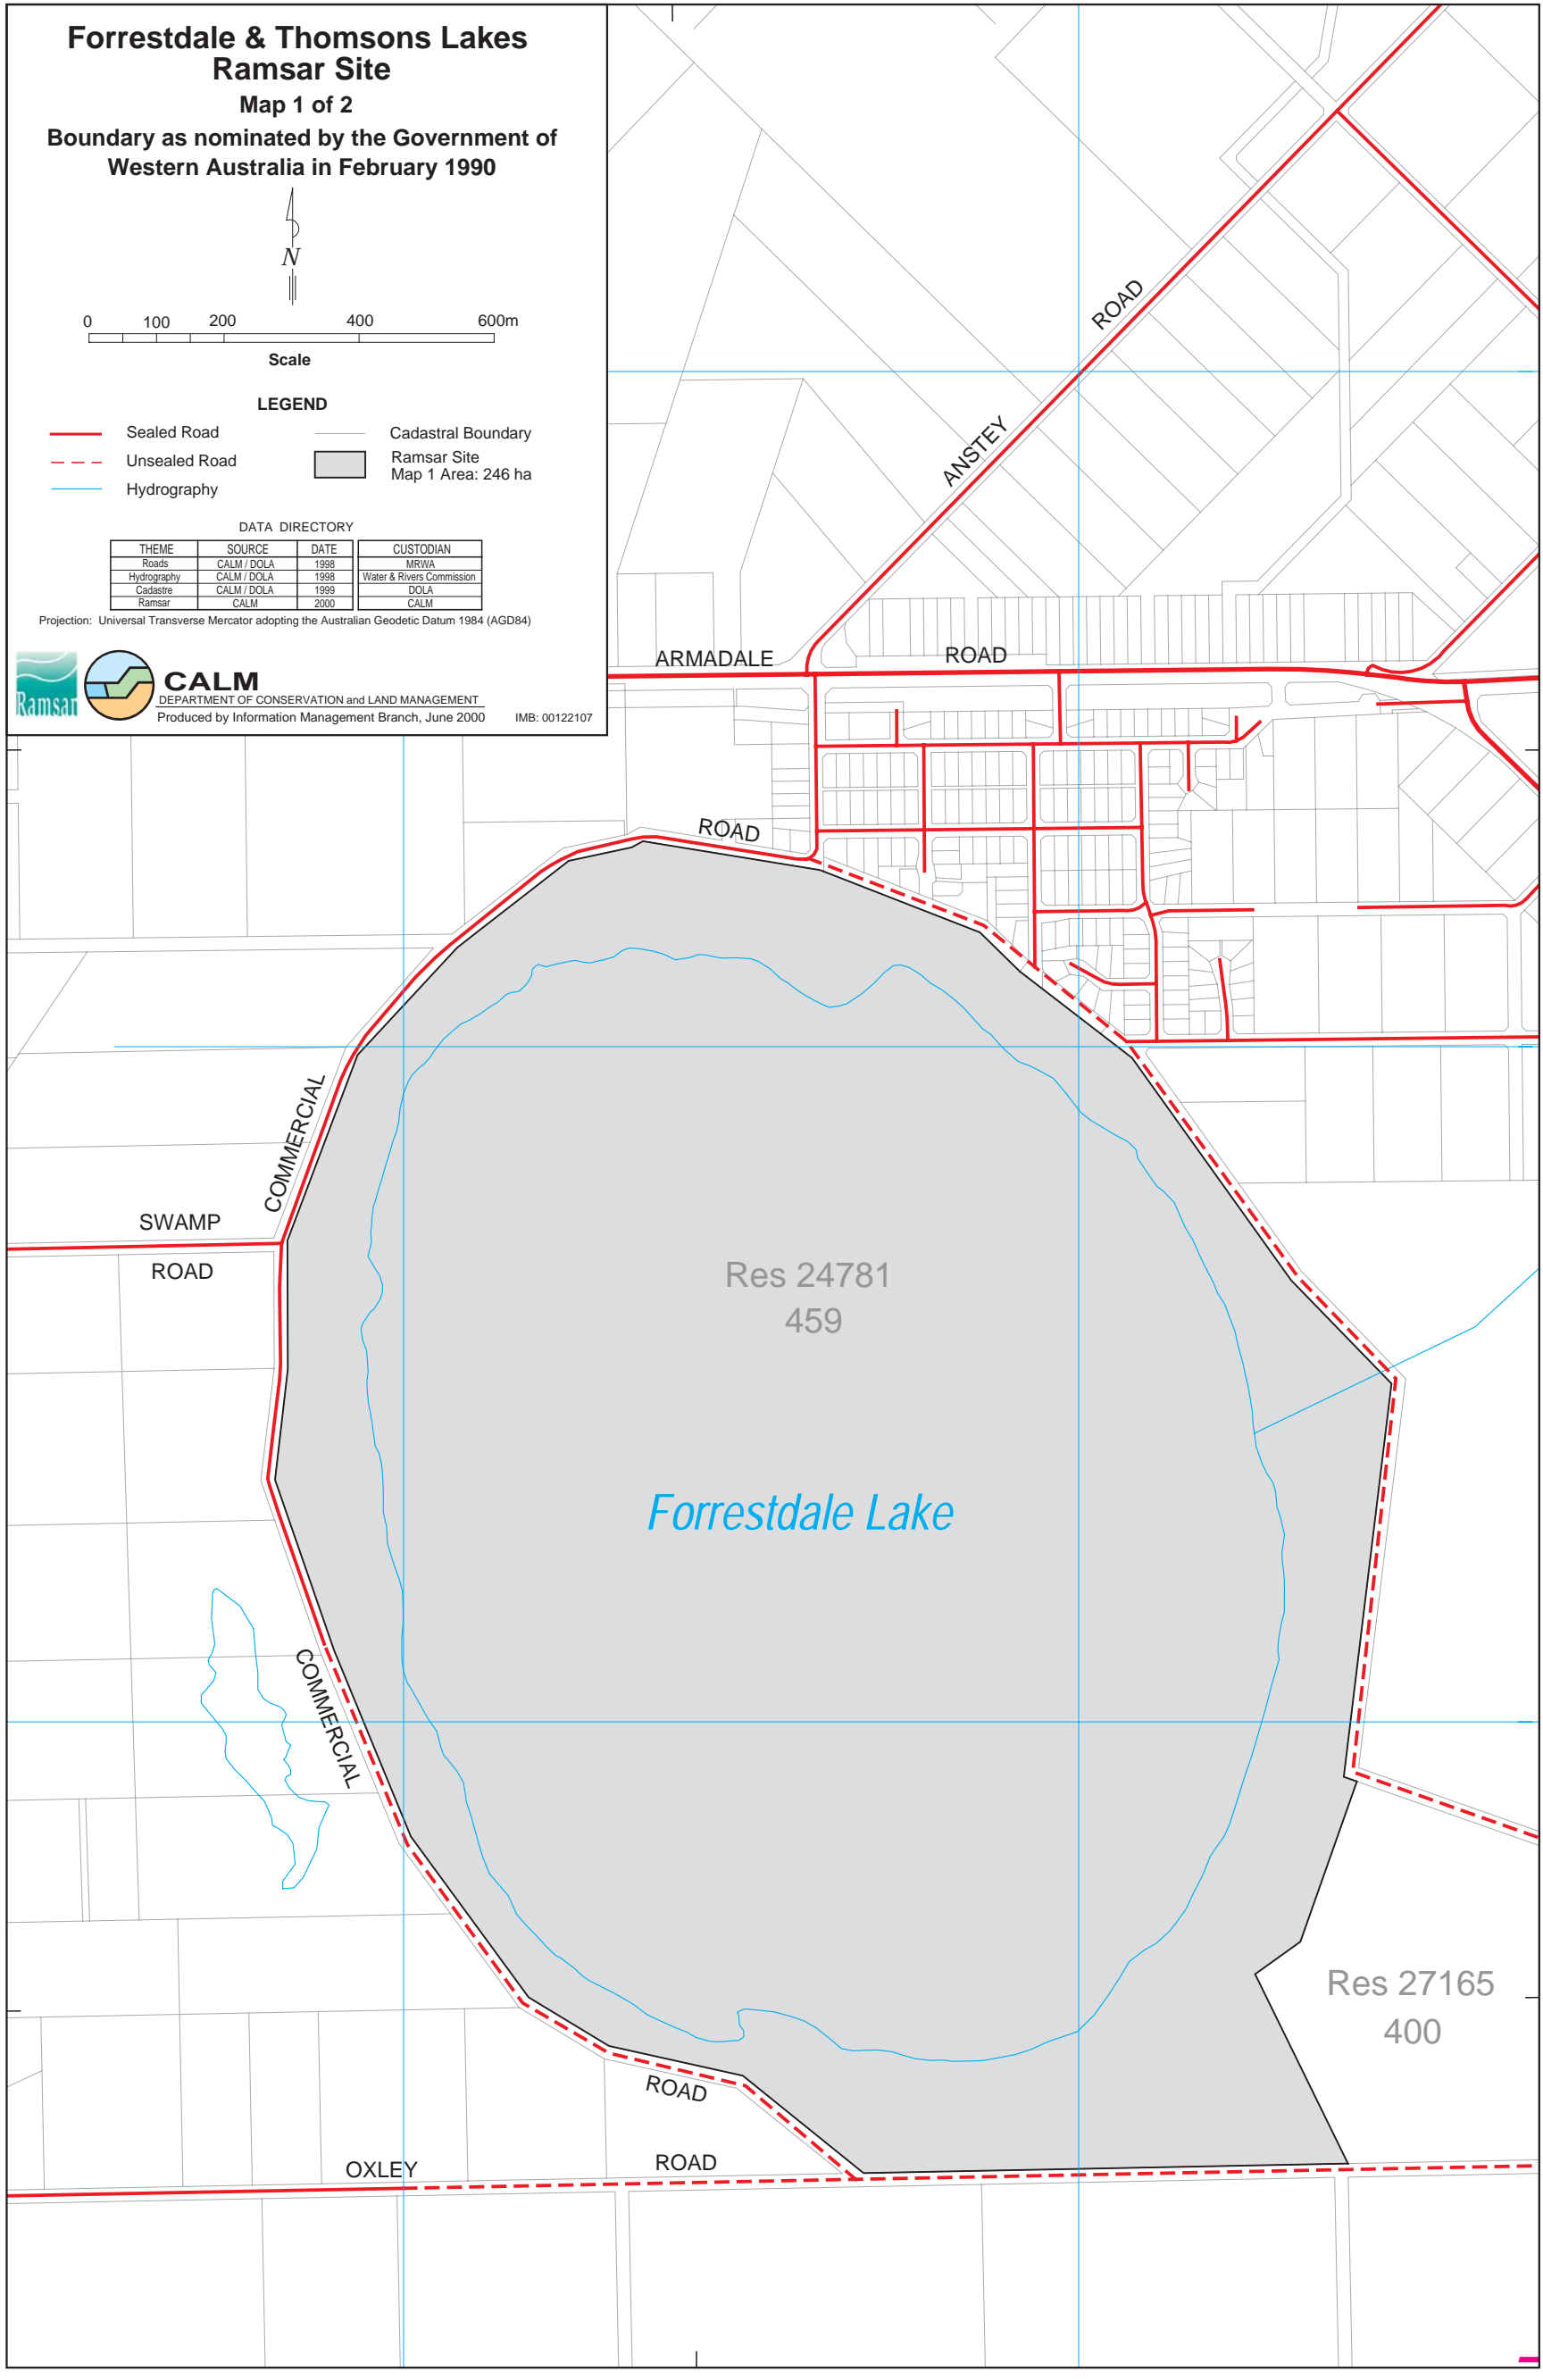 Forrestdale & Thomsons Lakes
Ramsar Site
Map 1 of 2
Boundary as nominated by the Government of
Western Australia in February 1990
N
0 100 200 400 600m
Scale
LEGEND
Sealed Road
Unsealed Road
Hydrography
Cadastral Boundary
Ramsar Site
Map 1 Area: 246 ha
DATA DIRECTORY
THEME SOURCE DATE CUSTODIAN
Roads CALM / DOLA 1998 MRWA
Hydrography CALM / DOLA 1998 Water & Rivers Commission
Cadastre CALM / DOLA 1999 DOLA
Ramsar CALM 2000 CALM
Projection: Universal Transverse Mercator adopting the Australian Geodetic Datum 1984 (AGD84)
Ramsar
CALM
DEPARTMENT OF CONSERVATION and LAND MANAGEMENT
Produced by Information Management Branch, June 2000 IMB: 00122107
ANSTEY ROAD
ARMADALE ROAD
ROAD
COMMERCIAL
SWAMP
ROAD
Res 24781
459
Forrestdale Lake
COMMERCIAL
Res 27165
400
ROAD
OXLEY ROAD